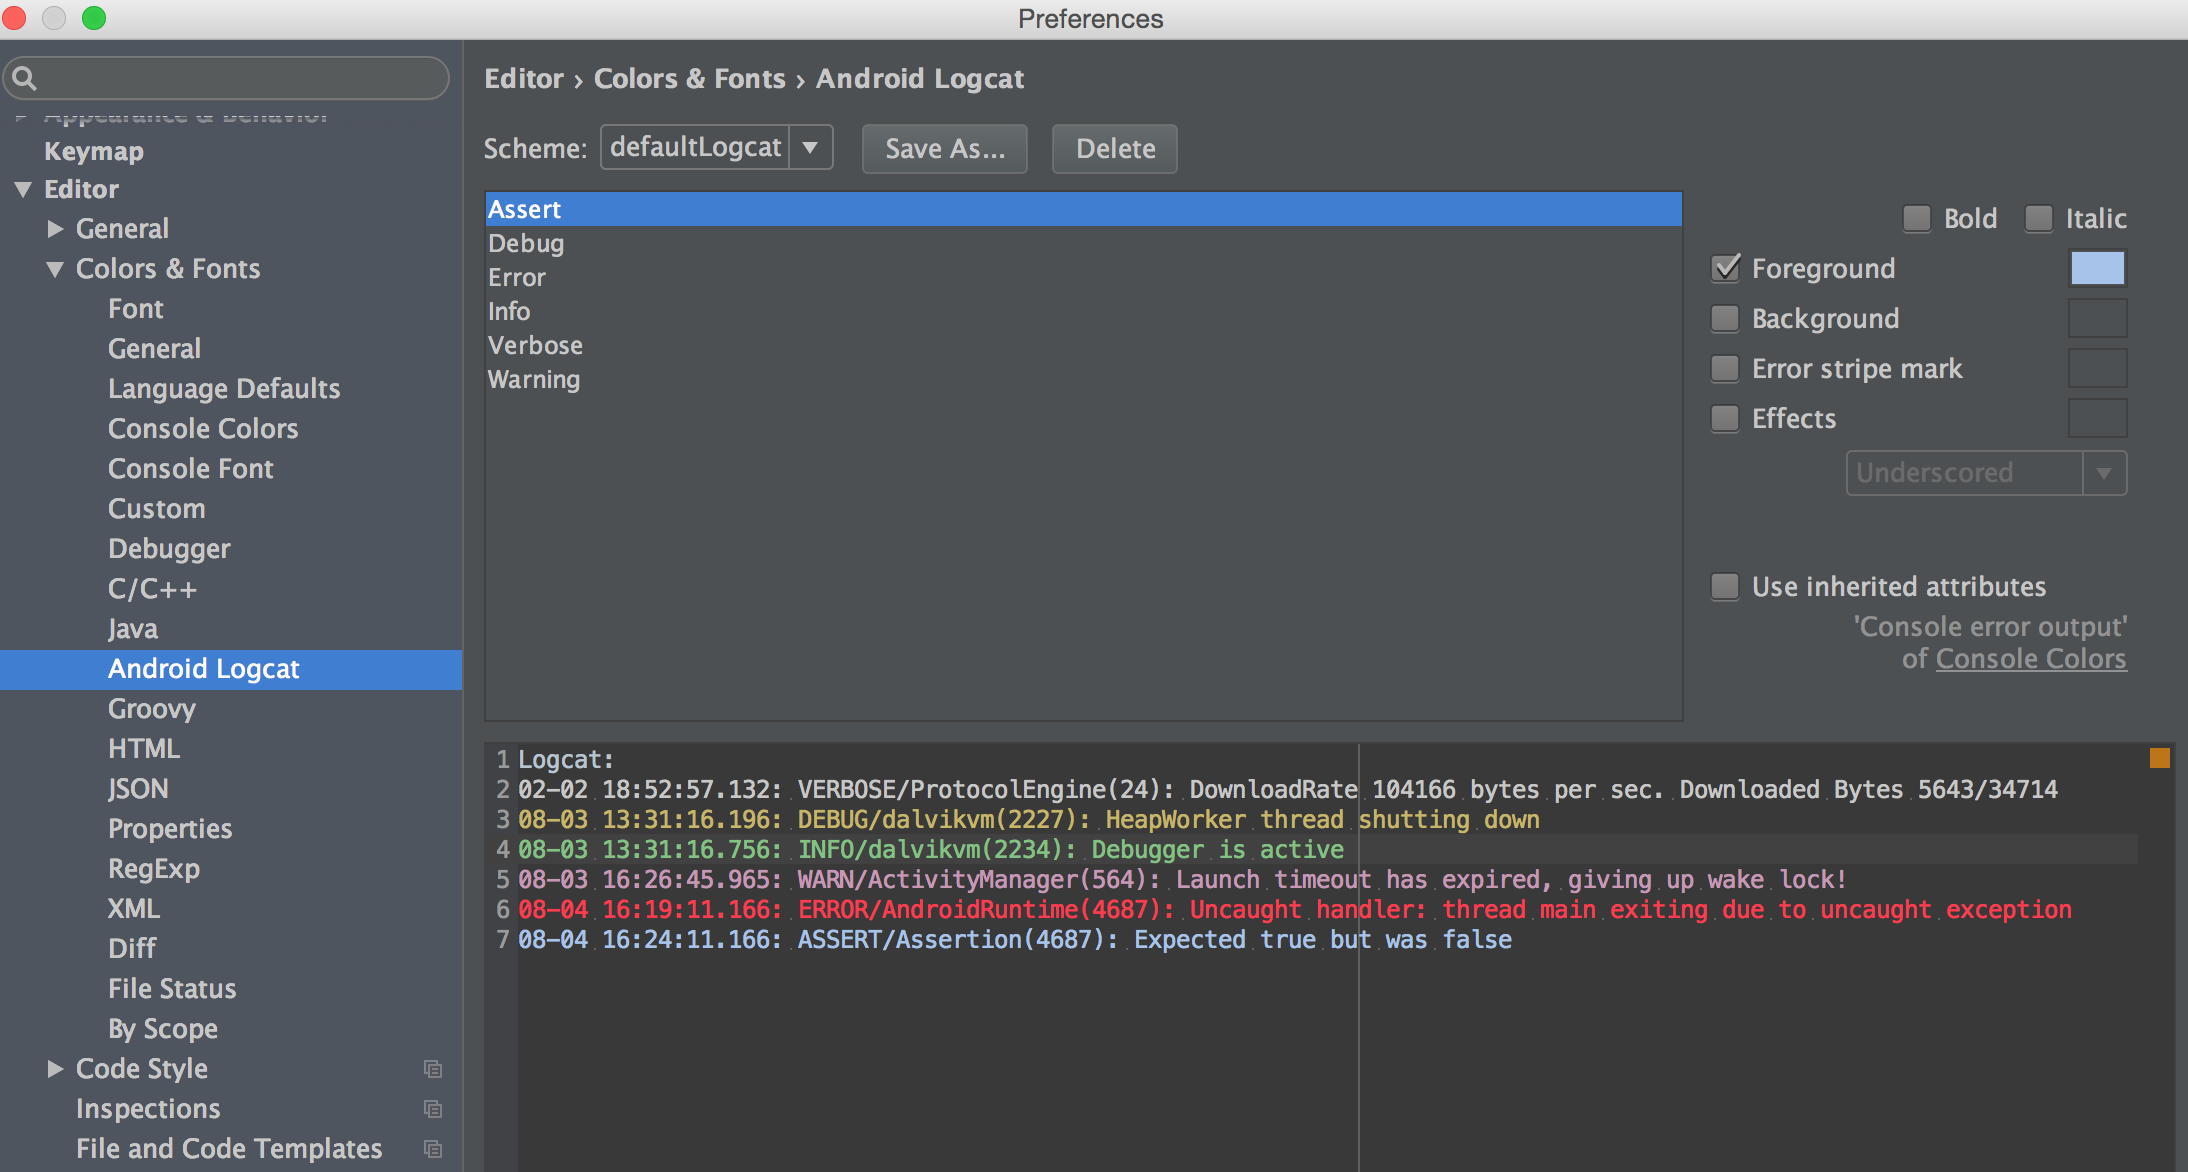 Preferences
Appearance & Behavior
Keymap
Editor
General
Colors & Fonts
Font
General
Language Defaults
Console Colors
Console Font
Custom
Debugger
C/C++
Java
Android Logcat
Groovy
HTML
JSON
Properties
RegExp
XML
Diff
File Status
By Scope
Code Style
Inspections
File and Code Templates
Editor › Colors & Fonts › Android Logcat
Scheme: defaultLogcat Save As... Delete
Assert
Debug
Error
Info
Verbose
Warning
Bold Italic
Foreground
Background
Error stripe mark
Effects
Underscored
Use inherited attributes
'Console error output'
of Console Colors
1 Logcat:
2 02-02 18:52:57.132: VERBOSE/ProtocolEngine(24): DownloadRate 104166 bytes per sec. Downloaded Bytes 5643/34714
3 08-03 13:31:16.196: DEBUG/dalvikvm(2227): HeapWorker thread shutting down
4 08-03 13:31:16.756: INFO/dalvikvm(2234): Debugger is active
5 08-03 16:26:45.965: WARN/ActivityManager(564): Launch timeout has expired, giving up wake lock!
6 08-04 16:19:11.166: ERROR/AndroidRuntime(4687): Uncaught handler: thread main exiting due to uncaught exception
7 08-04 16:24:11.166: ASSERT/Assertion(4687): Expected true but was false